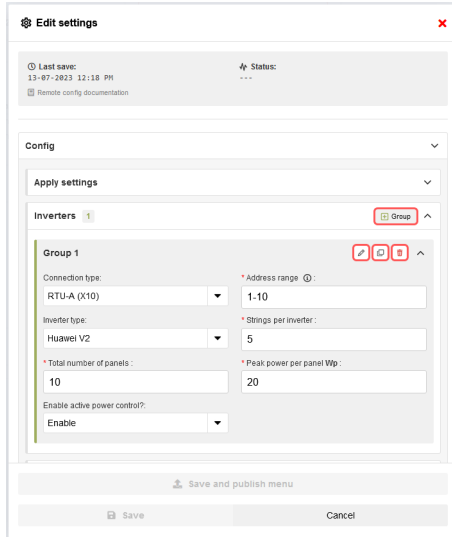 Edit settings
Last save:
Status:
13-07-2023 12:18 PM
---
Remote config documentation
Config
Apply settings
Inverters 1
Group
Group 1
Connection type:
* Address range :
RTU-A (X10)
1-10
Inverter type:
* Strings per inverter :
Huawei V2
5
* Total number of panels :
* Peak power per panel Wp :
10
20
Enable active power control?:
Enable
Save and publish menu
Save
Cancel